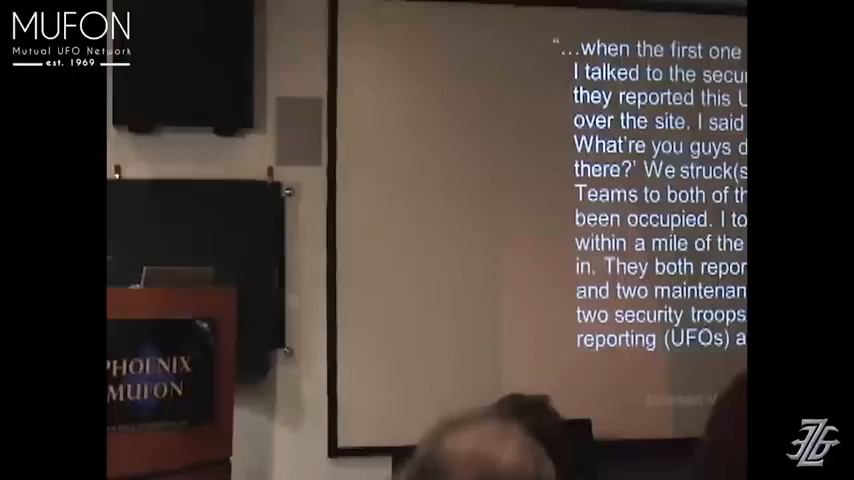 MUFON
Mutual UFO Network
est. 1969
"...when the first one
I talked to the secu
they reported this U
over the site. I said
What're you guys d
there?' We struck(s
Teams to both of th
been occupied. I to
within a mile of the
in. They both repor
and two maintenan
two security troops
reporting (UFOs) a
PHOENIX
MUFON